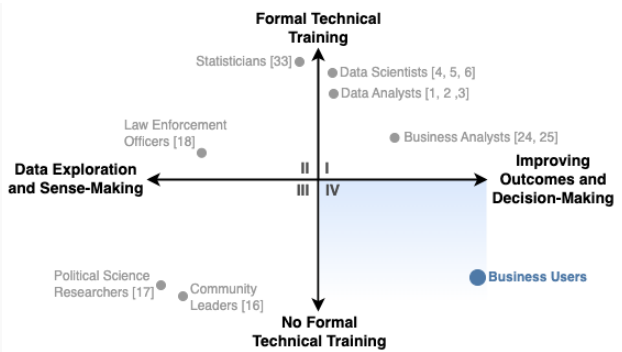 Formal Technical
Training
Statisticians [33]
Data Scientists [4, 5, 6]
Data Analysts [1, 2 ,3]
Law Enforcement
Officers [18]
Business Analysts [24, 25]
Data Exploration
and Sense-Making
II I
III IV
Improving
Outcomes and
Decision-Making
Political Science
Researchers [17]
Community
Leaders [16]
Business Users
No Formal
Technical Training